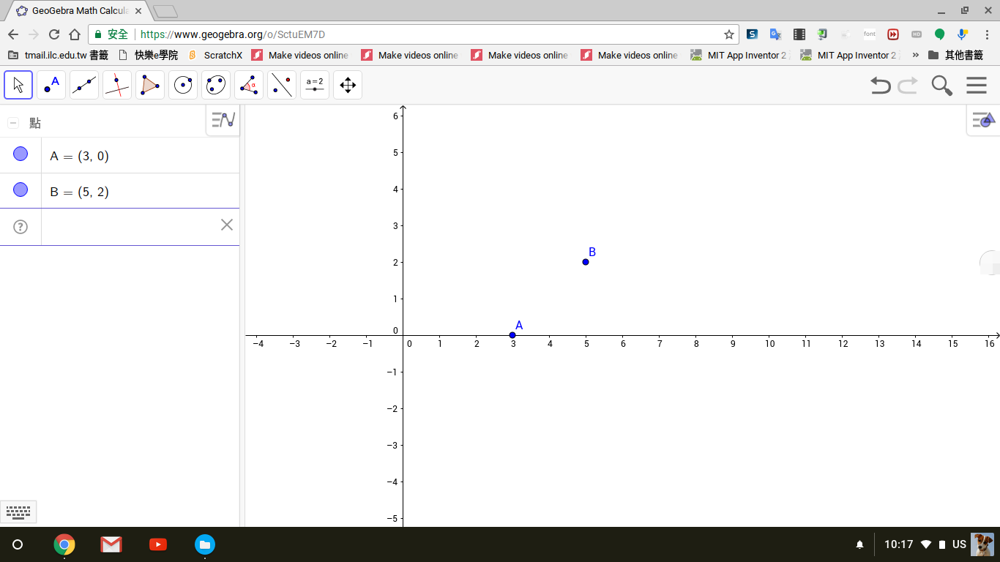 GeoGebra Math Calcula
安全 https://www.geogebra.org/o/SctuEM7D
S font HD
tmail.ilc.edu.tw 書籤 快樂e學院 ScratchX Make videos online Make videos online Make videos online Make videos online MIT App Inventor 2 MIT App Inventor 2 » 其他書籤
A α a=2
點
A = (3, 0)
B = (5, 2)
?
6
5
4
3
2
1
0
−1
−2
−3
−4
−5
−4 −3 −2 −1 0 1 2 3 4 5 6 7 8 9 10 11 12 13 14 15 16
B
A
10:17 US